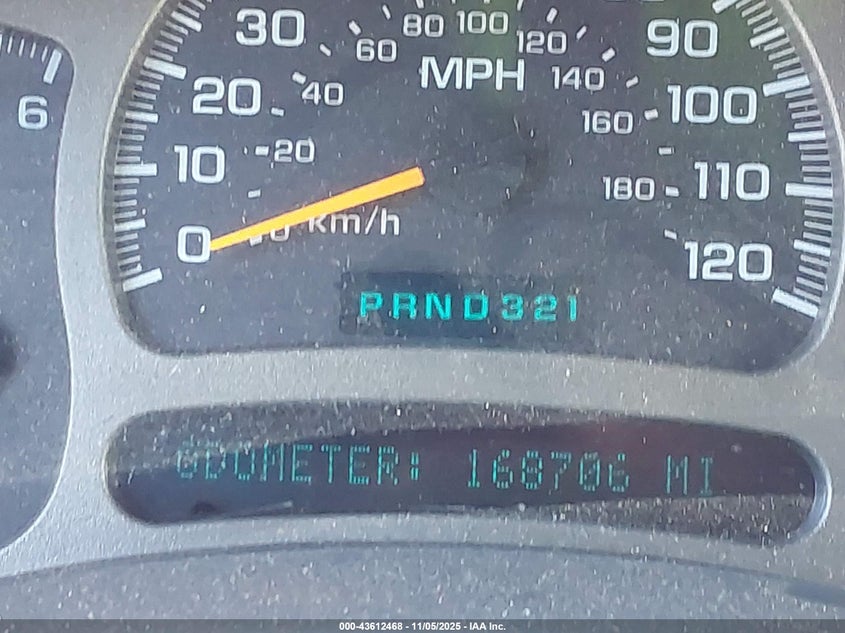 30 60 80 100 120 90
MPH
20 40 140 100
160
10 20
180 110
0 km/h
120
PRND321
6
ODOMETER: 168706 MI
000-43612468 - 11/05/2025 - IAA Inc.